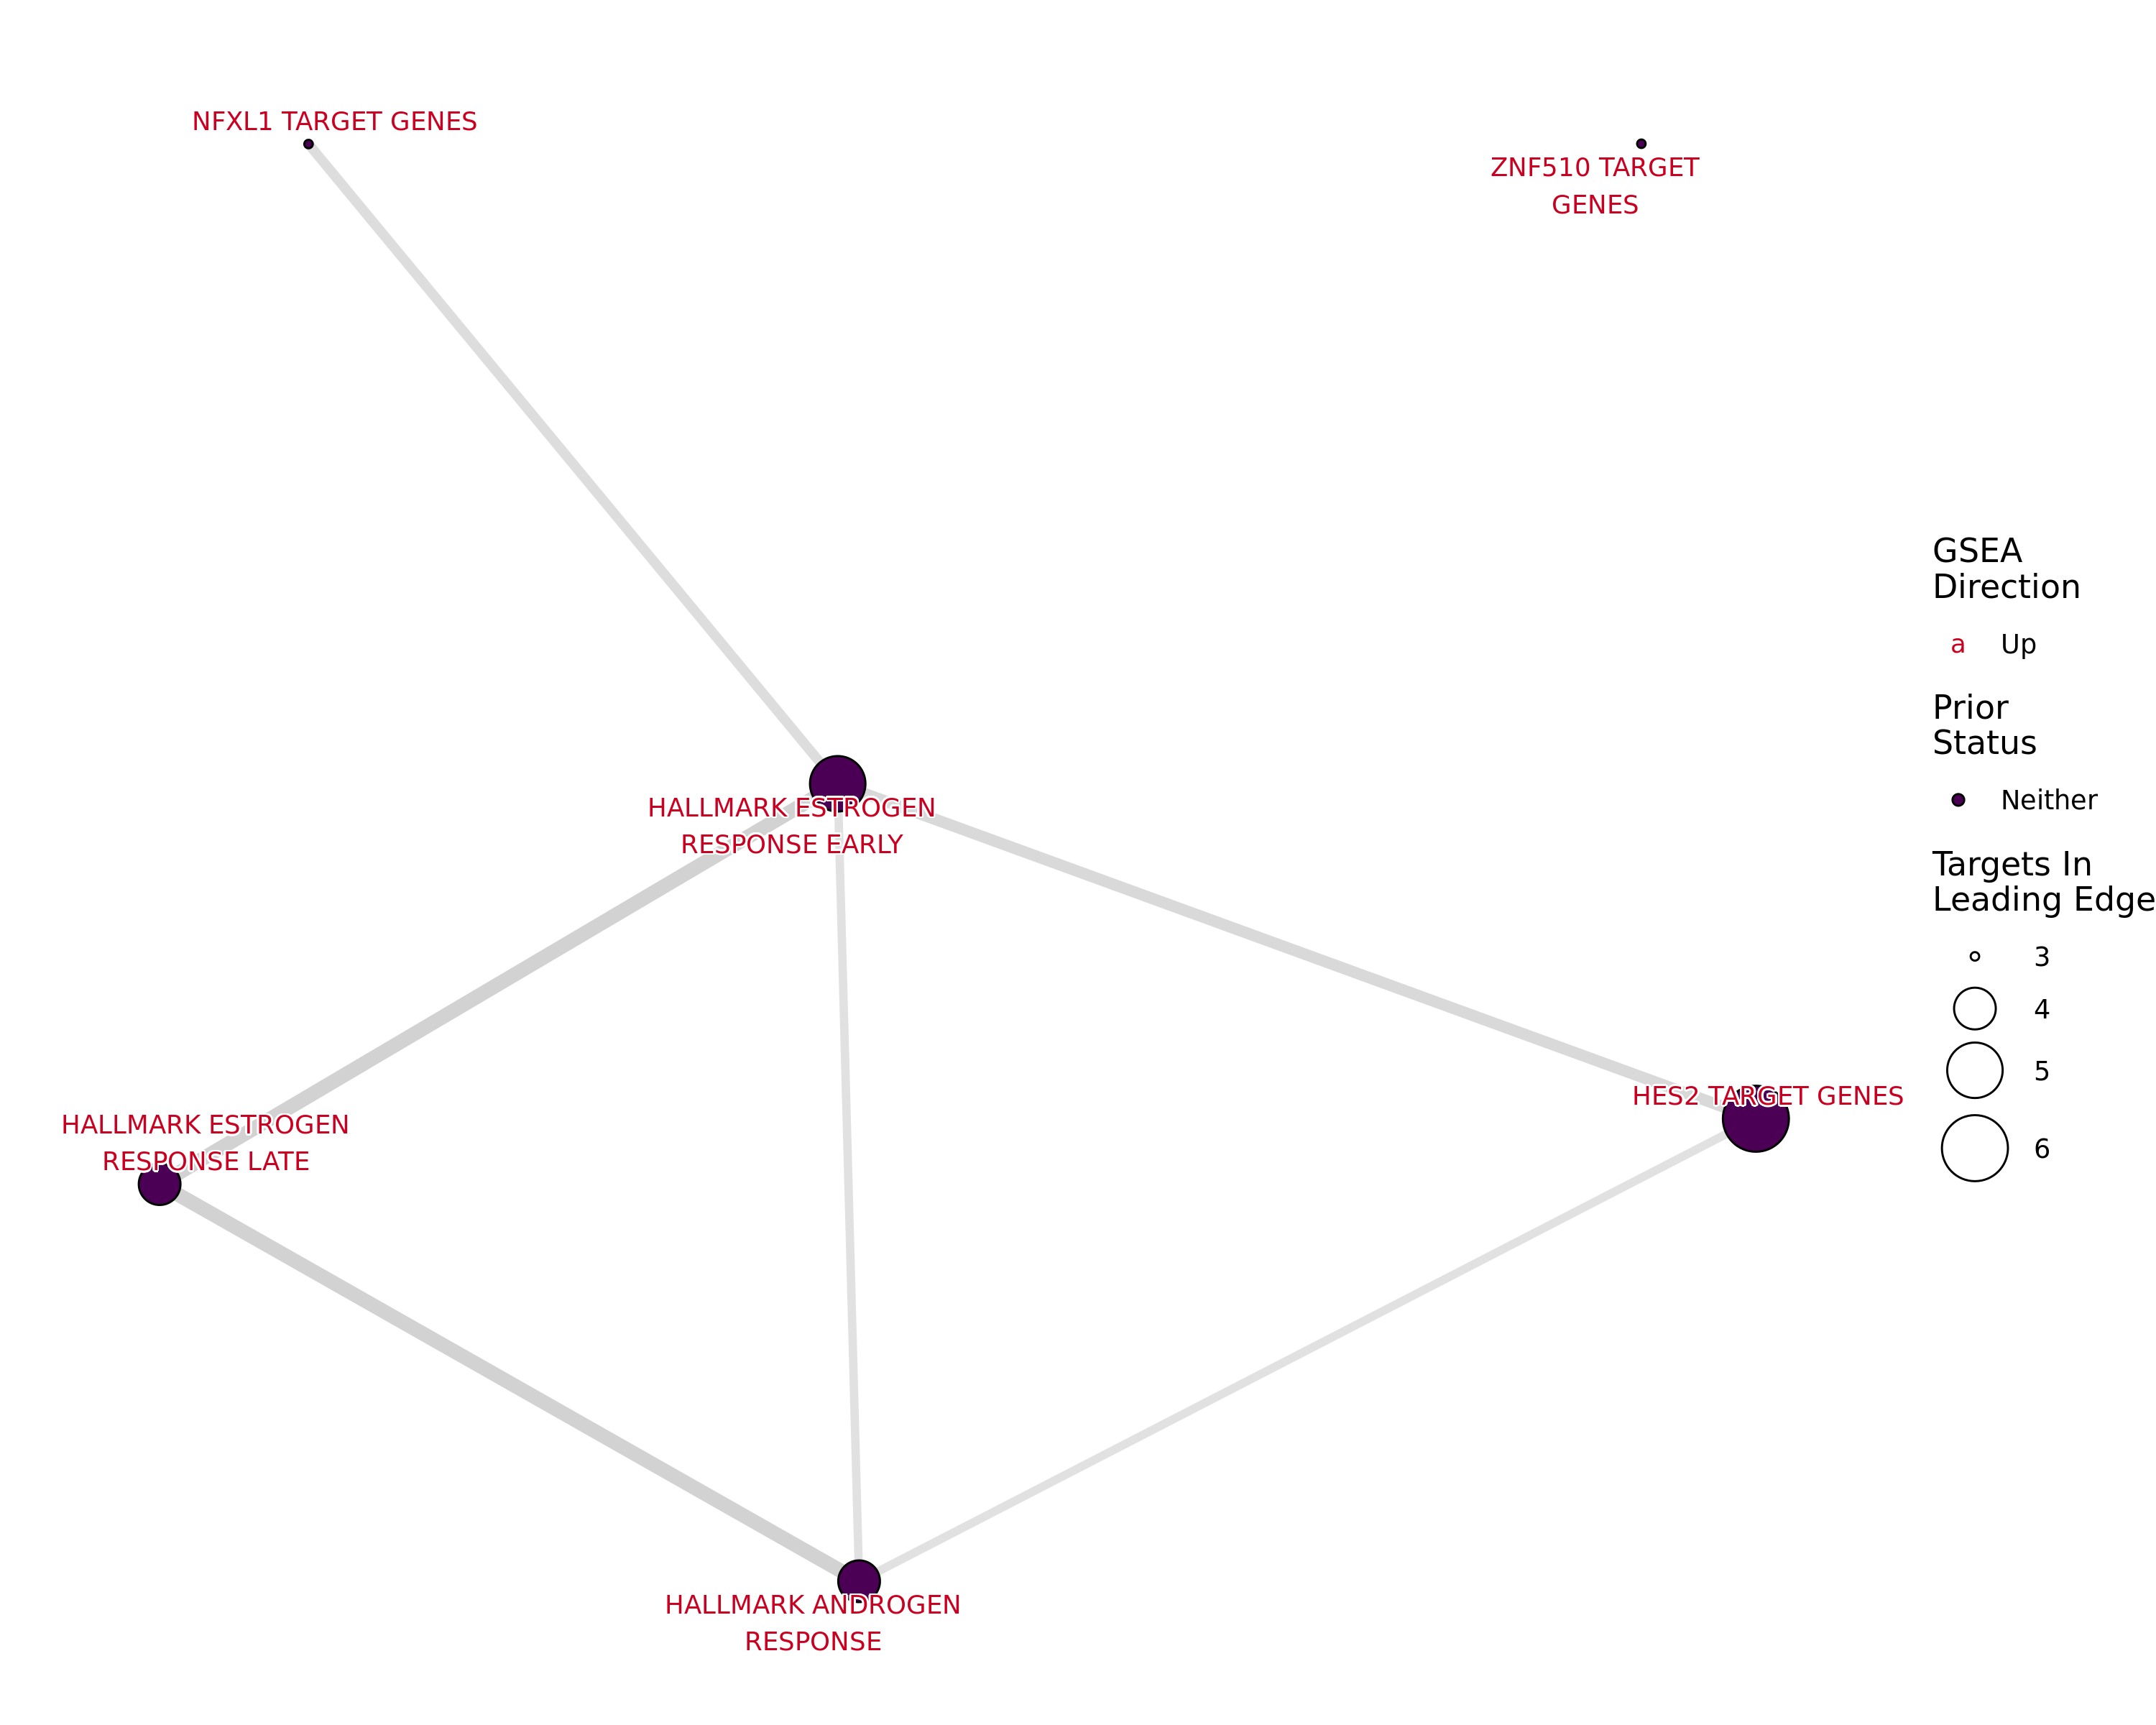 NFXL1 TARGET GENES
ZNF510 TARGET
GENES
HALLMARK ESTROGEN
RESPONSE EARLY
HES2 TARGET GENES
HALLMARK ESTROGEN
RESPONSE LATE
HALLMARK ANDROGEN
RESPONSE
GSEA
Direction
a Up
Prior
Status
Neither
Targets In
Leading Edge
3
4
5
6